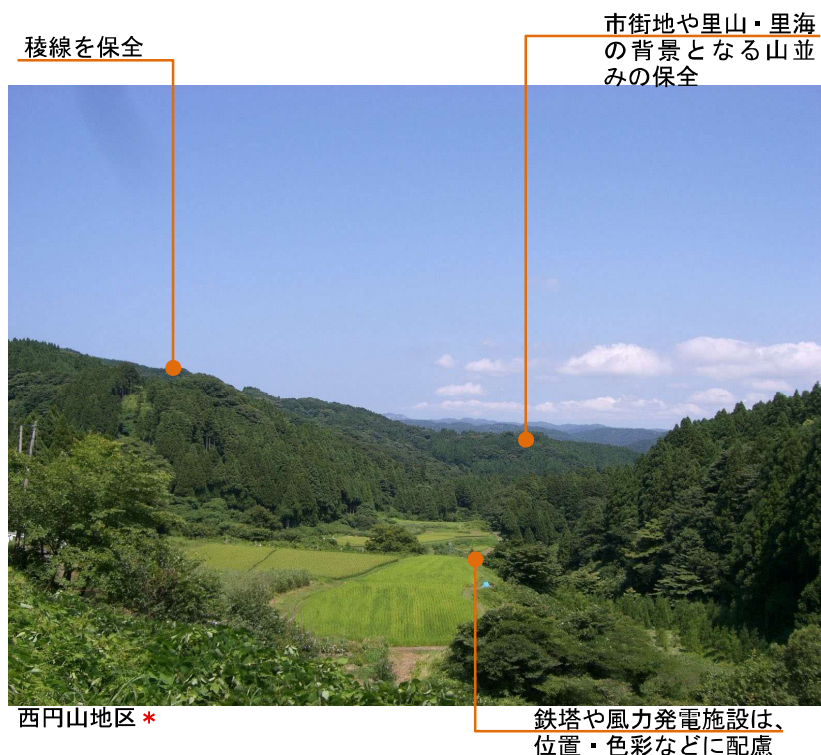 稜線を保全
市街地や里山・里海
の背景となる山並
みの保全
西円山地区*
鉄塔や風力発電施設は、
位置・色彩などに配慮